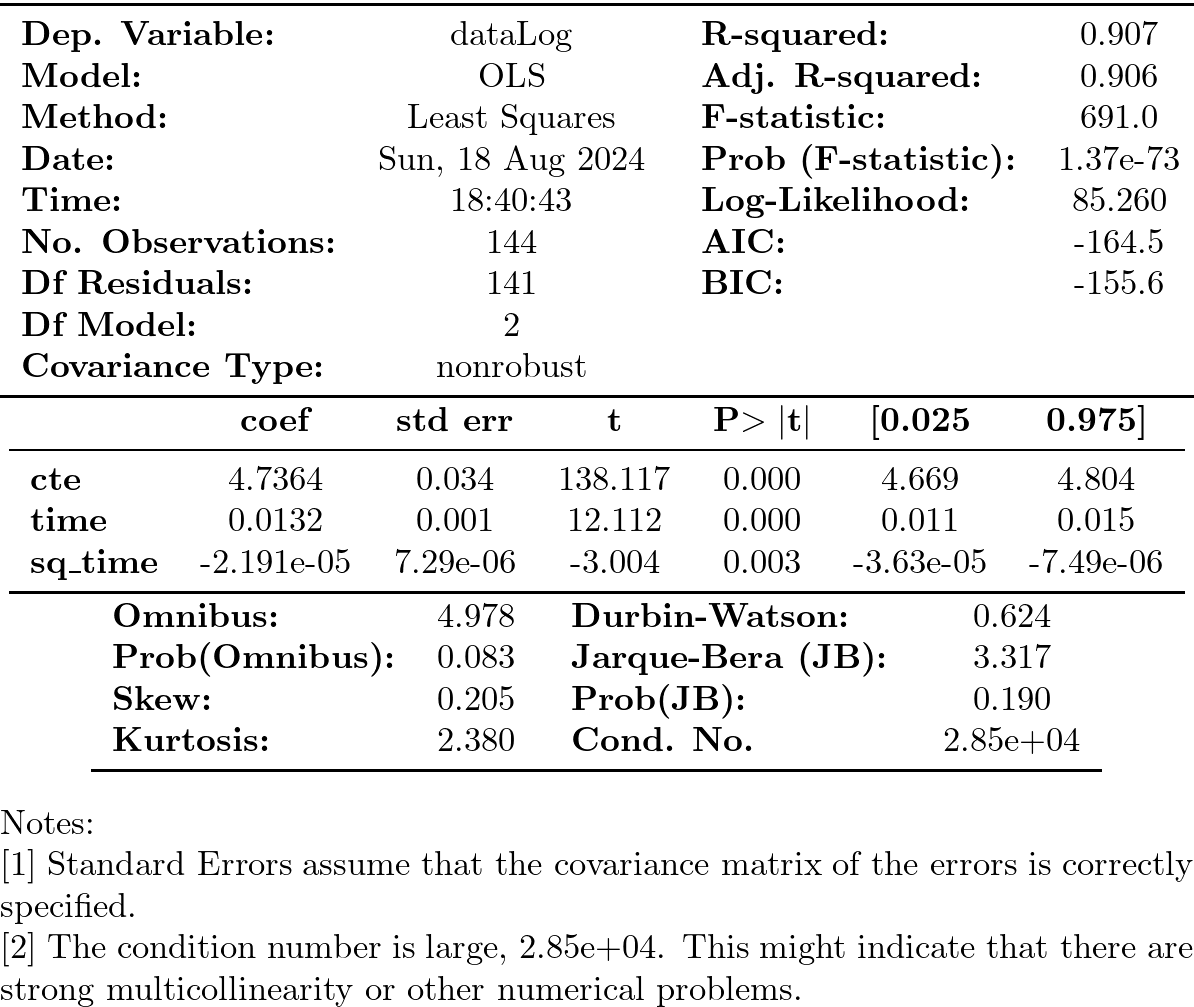 Dep. Variable: dataLog R-squared: 0.907
Model: OLS Adj. R-squared: 0.906
Method: Least Squares F-statistic: 691.0
Date: Sun, 18 Aug 2024 Prob (F-statistic): 1.37e-73
Time: 18:40:43 Log-Likelihood: 85.260
No. Observations: 144 AIC: -164.5
Df Residuals: 141 BIC: -155.6
Df Model: 2
Covariance Type: nonrobust
coef std err t P> |t| [0.025 0.975]
cte 4.7364 0.034 138.117 0.000 4.669 4.804
time 0.0132 0.001 12.112 0.000 0.011 0.015
sq_time -2.191e-05 7.29e-06 -3.004 0.003 -3.63e-05 -7.49e-06
Omnibus: 4.978 Durbin-Watson: 0.624
Prob(Omnibus): 0.083 Jarque-Bera (JB): 3.317
Skew: 0.205 Prob(JB): 0.190
Kurtosis: 2.380 Cond. No. 2.85e+04
Notes:
[1] Standard Errors assume that the covariance matrix of the errors is correctly
specified.
[2] The condition number is large, 2.85e+04. This might indicate that there are
strong multicollinearity or other numerical problems.